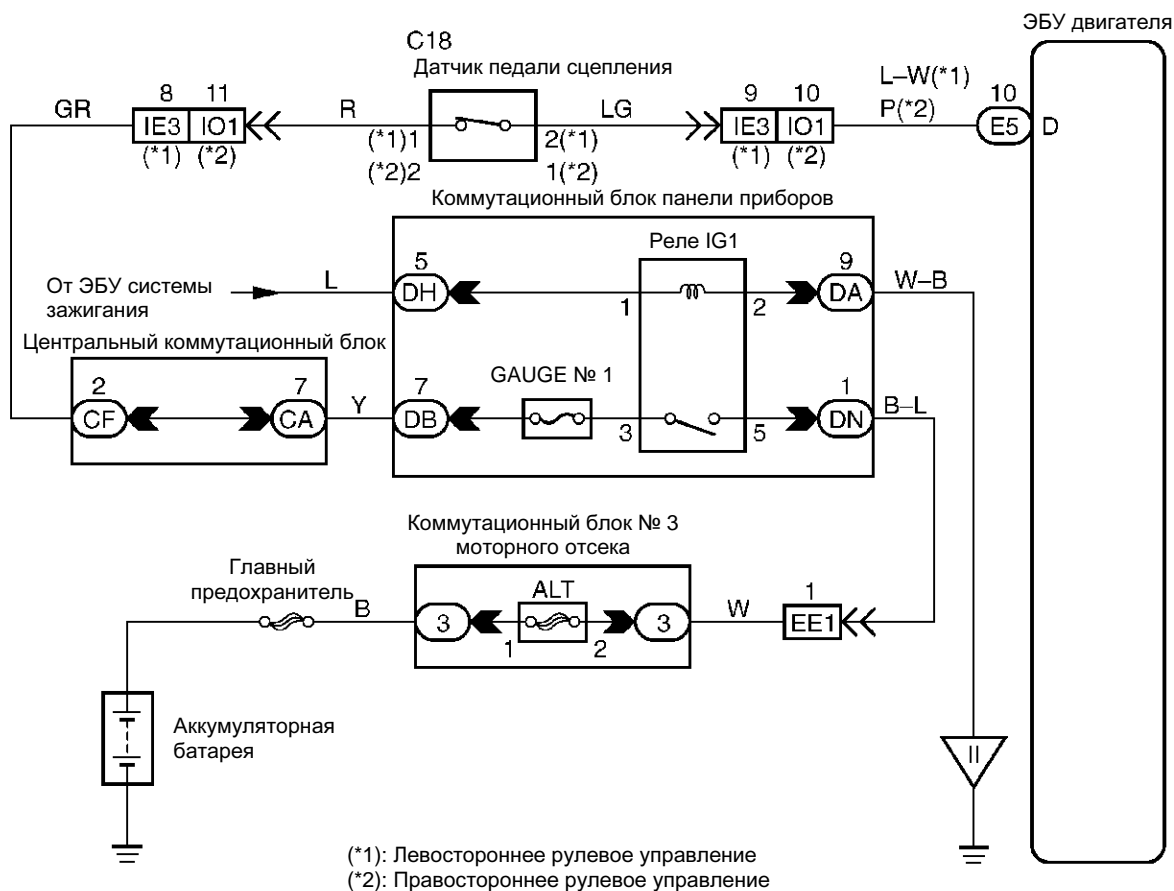 ЭБУ двигателя
C18
Датчик педали сцепления
L–W(*1)
P(*2)
GR
8 11
IE3 IO1
(*1) (*2)
R
(*1)1
(*2)2
LG
2(*1)
1(*2)
9 10
IE3 IO1
(*1) (*2)
10
E5
D
Коммутационный блок панели приборов
Реле IG1
От ЭБУ системы
зажигания
L
5
DH
1
2
9
DA
W–B
Центральный коммутационный блок
2
CF
7
CA
Y
7
DB
GAUGE № 1
3
5
1
DN
B–L
Коммутационный блок № 3
моторного отсека
Главный
предохранитель
B
3
ALT
1
2
3
W
1
EE1
Аккумуляторная
батарея
II
(*1): Левостороннее рулевое управление
(*2): Правостороннее рулевое управление